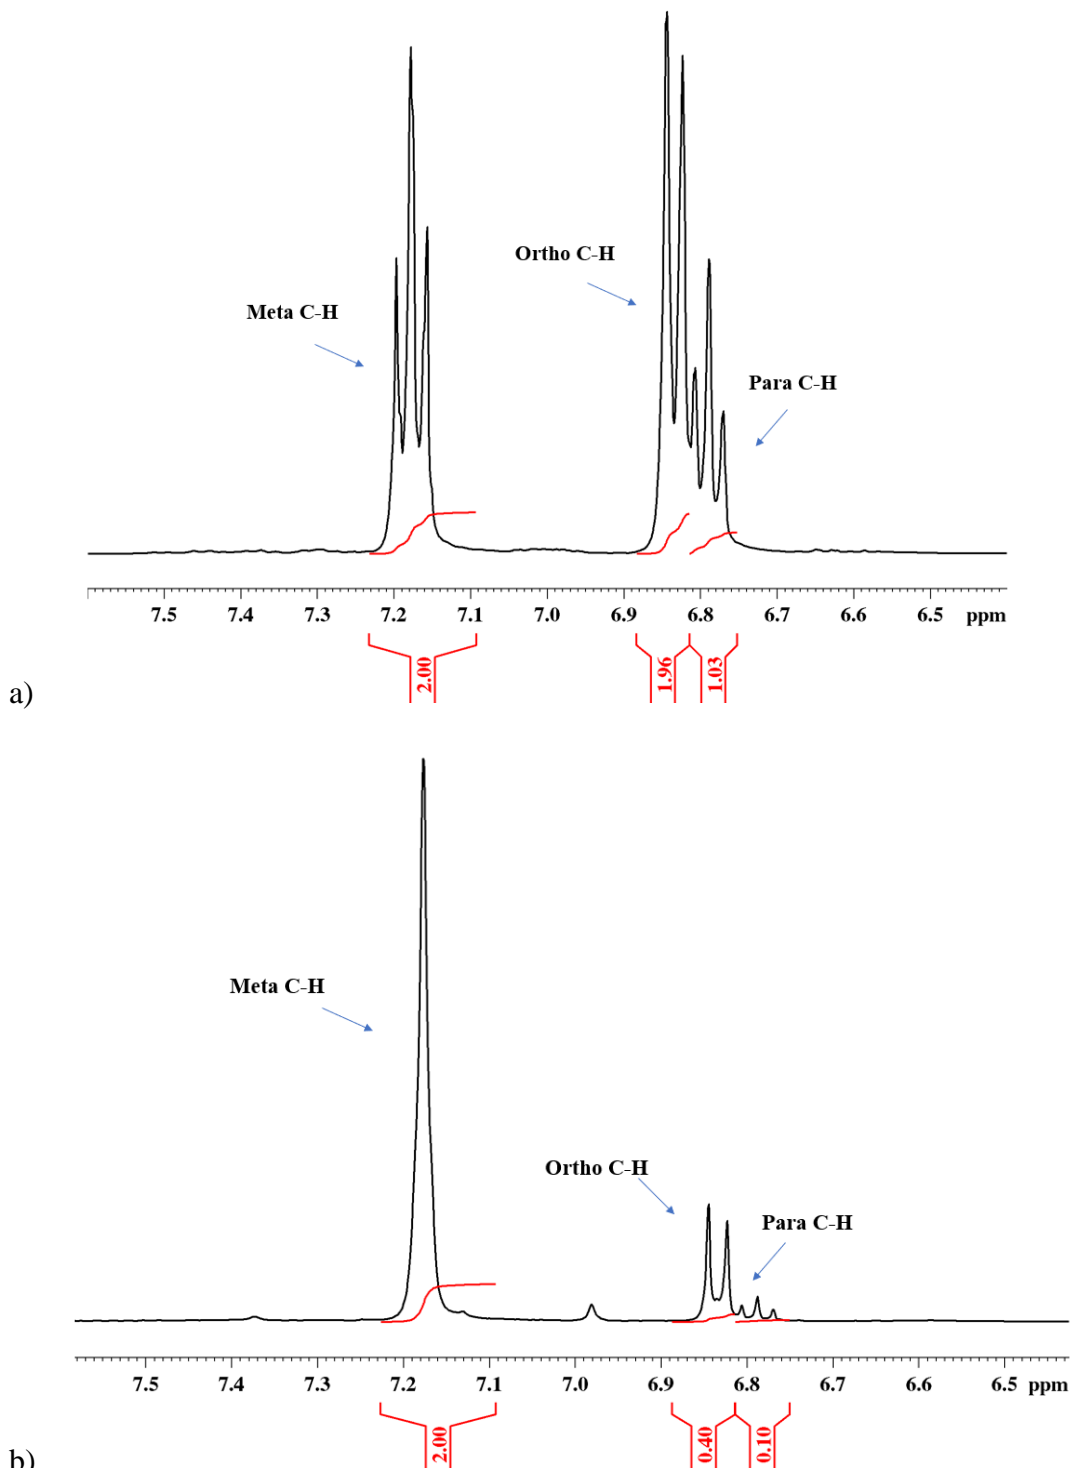 Ortho C-H
Meta C-H
Para C-H
7.5 7.4 7.3 7.2 7.1 7.0 6.9 6.8 6.7 6.6 6.5 ppm
2.00 1.96 1.03
a)
Meta C-H
Ortho C-H
Para C-H
7.5 7.4 7.3 7.2 7.1 7.0 6.9 6.8 6.7 6.6 6.5 ppm
2.00 0.40 0.10
b)